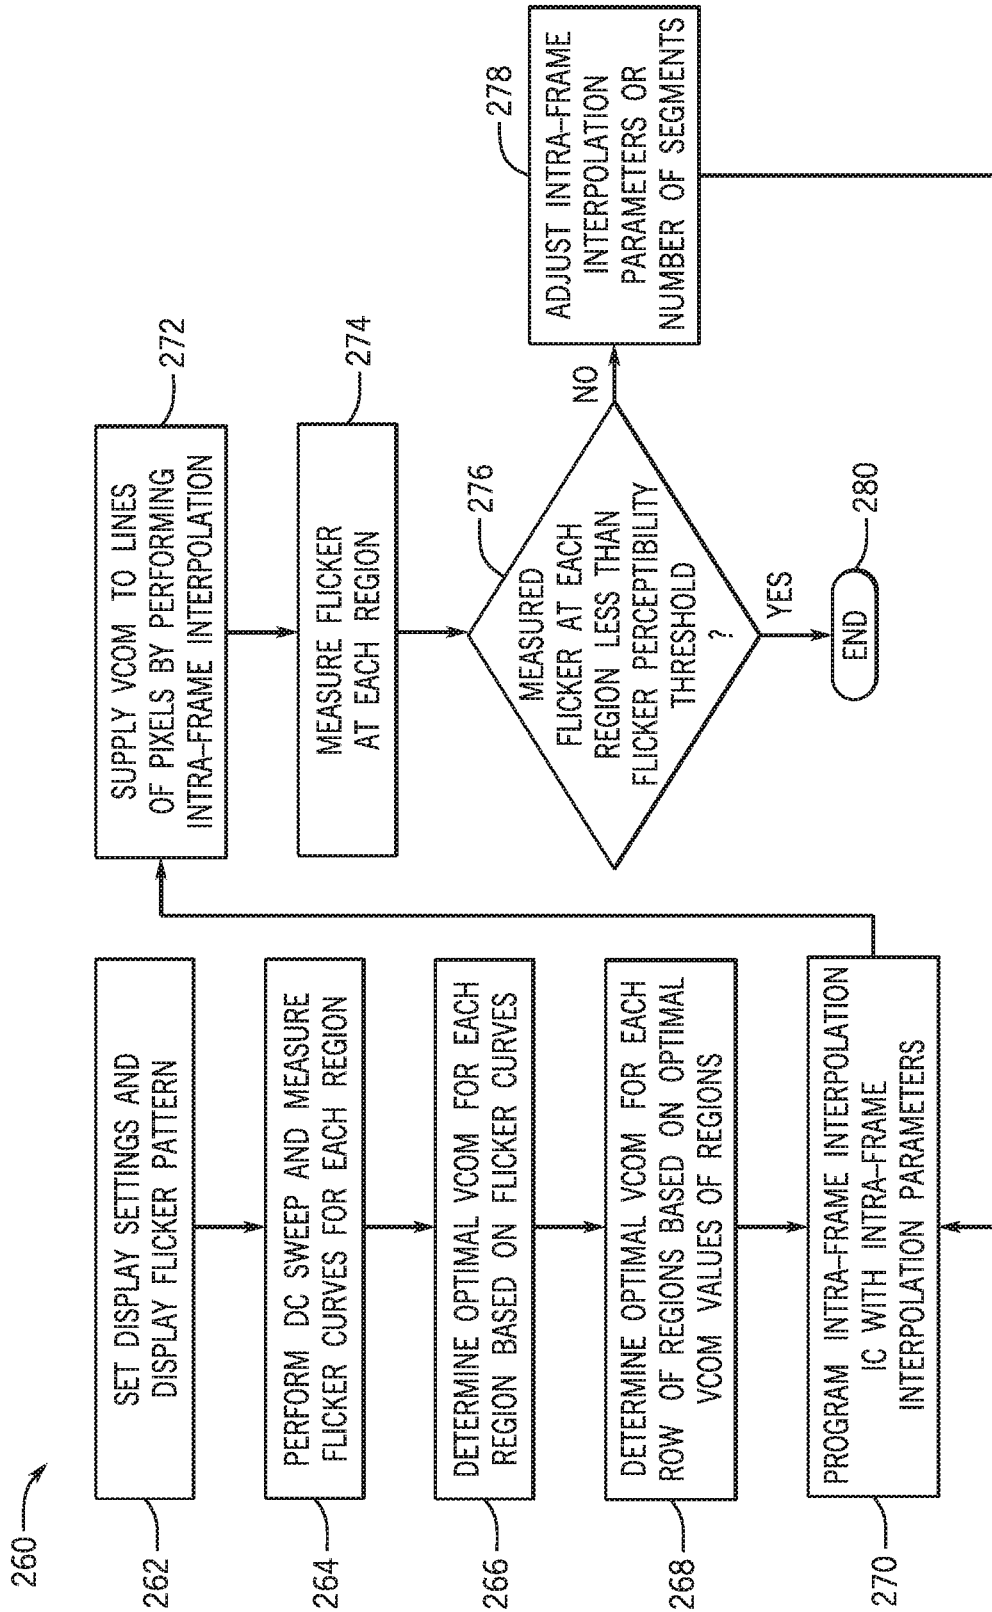 260
262
SET DISPLAY SETTINGS AND
DISPLAY FLICKER PATTERN
264
PERFORM DC SWEEP AND MEASURE
FLICKER CURVES FOR EACH REGION
266
DETERMINE OPTIMAL VCOM FOR EACH
REGION BASED ON FLICKER CURVES
268
DETERMINE OPTIMAL VCOM FOR EACH
ROW OF REGIONS BASED ON OPTIMAL
VCOM VALUES OF REGIONS
270
PROGRAM INTRA-FRAME INTERPOLATION
IC WITH INTRA-FRAME
INTERPOLATION PARAMETERS
272
SUPPLY VCOM TO LINES
OF PIXELS BY PERFORMING
INTRA-FRAME INTERPOLATION
274
MEASURE FLICKER
AT EACH REGION
276
MEASURED
FLICKER AT EACH
REGION LESS THAN
FLICKER PERCEPTIBILITY
THRESHOLD
?
NO
YES
278
ADJUST INTRA-FRAME
INTERPOLATION
PARAMETERS OR
NUMBER OF SEGMENTS
280
END